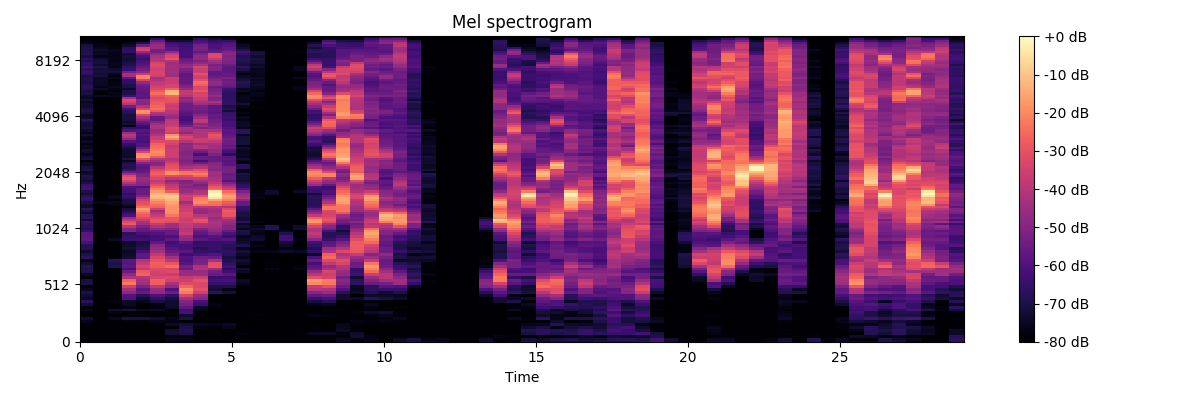 Mel spectrogram
+0 dB
8192
-10 dB
-20 dB
4096
-30 dB
2048
-40 dB
Hz
1024
-50 dB
-60 dB
512
-70 dB
0
-80 dB
0 5 10 15 20 25
Time